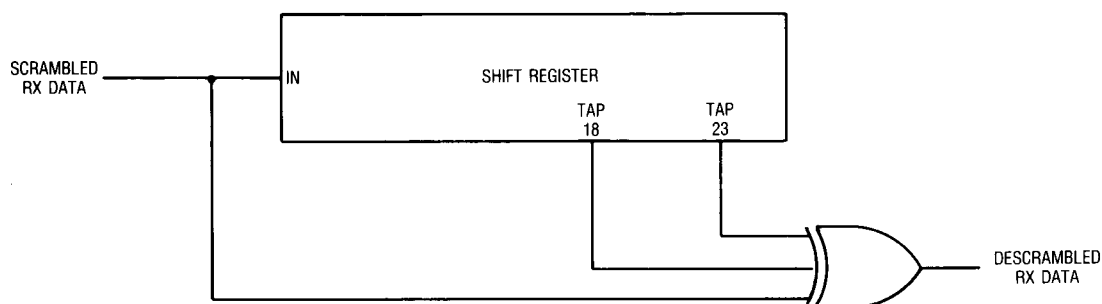 SCRAMBLED
RX DATA
IN
SHIFT REGISTER
TAP
18
TAP
23
DESCRAMBLED
RX DATA